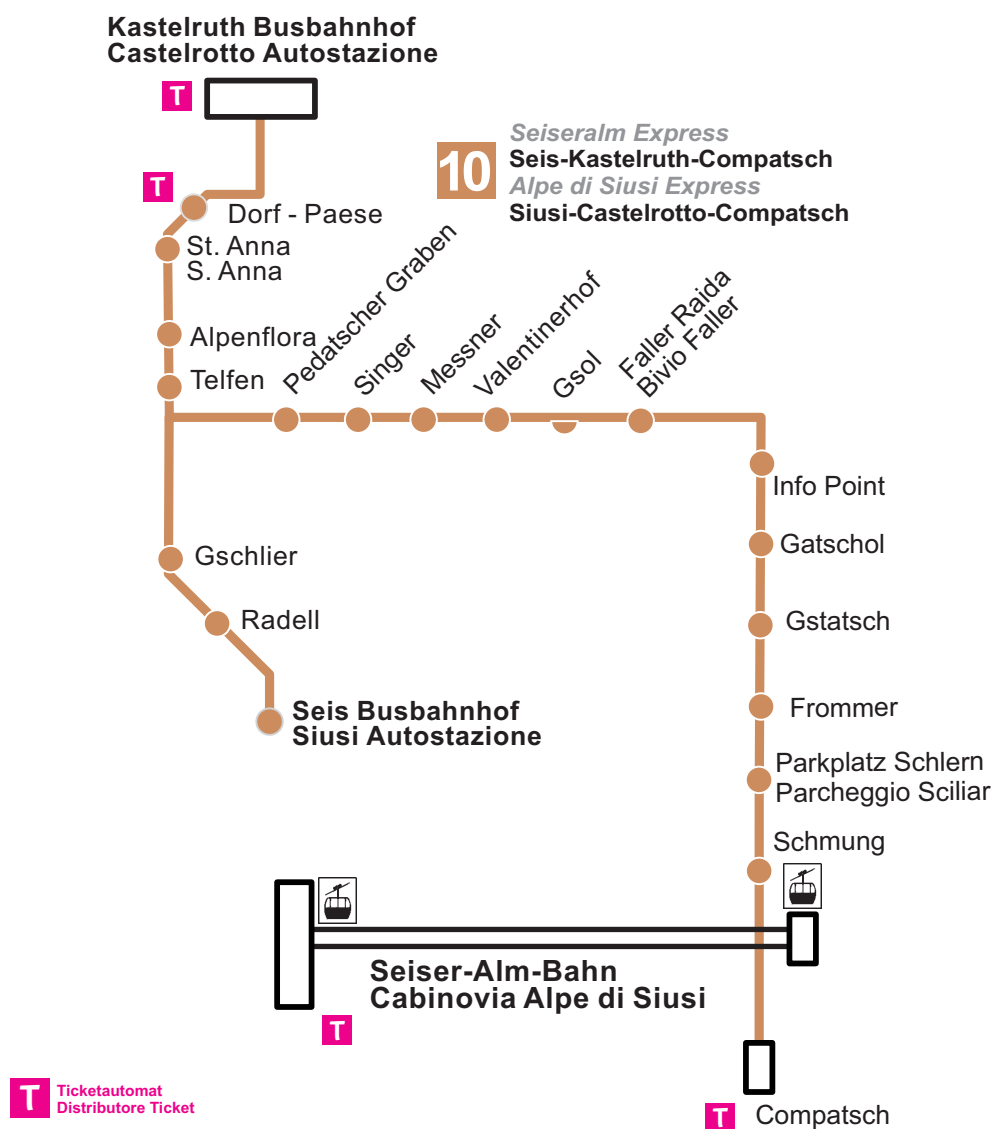 Kastelruth Busbahnhof
Castelrotto Autostazione
T
10
Seiseralm Express
Seis-Kastelruth-Compatsch
Alpe di Siusi Express
Siusi-Castelrotto-Compatsch
T
Dorf - Paese
St. Anna
S. Anna
Alpenflora
Telfen
Pedatscher Graben
Singer
Messner
Valentinerhof
Gsol
Faller Raida
Bivio Faller
Info Point
Gatschol
Gstatsch
Frommer
Parkplatz Schlern
Parcheggio Sciliar
Schmung
Gschlier
Radell
Seis Busbahnhof
Siusi Autostazione
Seiser-Alm-Bahn
Cabinovia Alpe di Siusi
T
T
Ticketautomat
Distributore Ticket
T
Compatsch